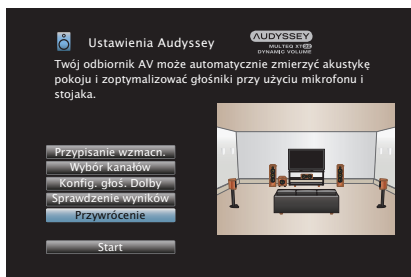 Ustawienia Audyssey
AUDYSSEY
MULTEQ XT32
DYNAMIC VOLUME
Twój odbiornik AV może automatycznie zmierzyć akustykę
pokoju i zoptymalizować głośniki przy użyciu mikrofonu i
stojaka.
Przypisanie wzmacn.
Wybór kanałów
Konfig. głos. Dolby
Sprawdzenie wyników
Przywrócenie
Start